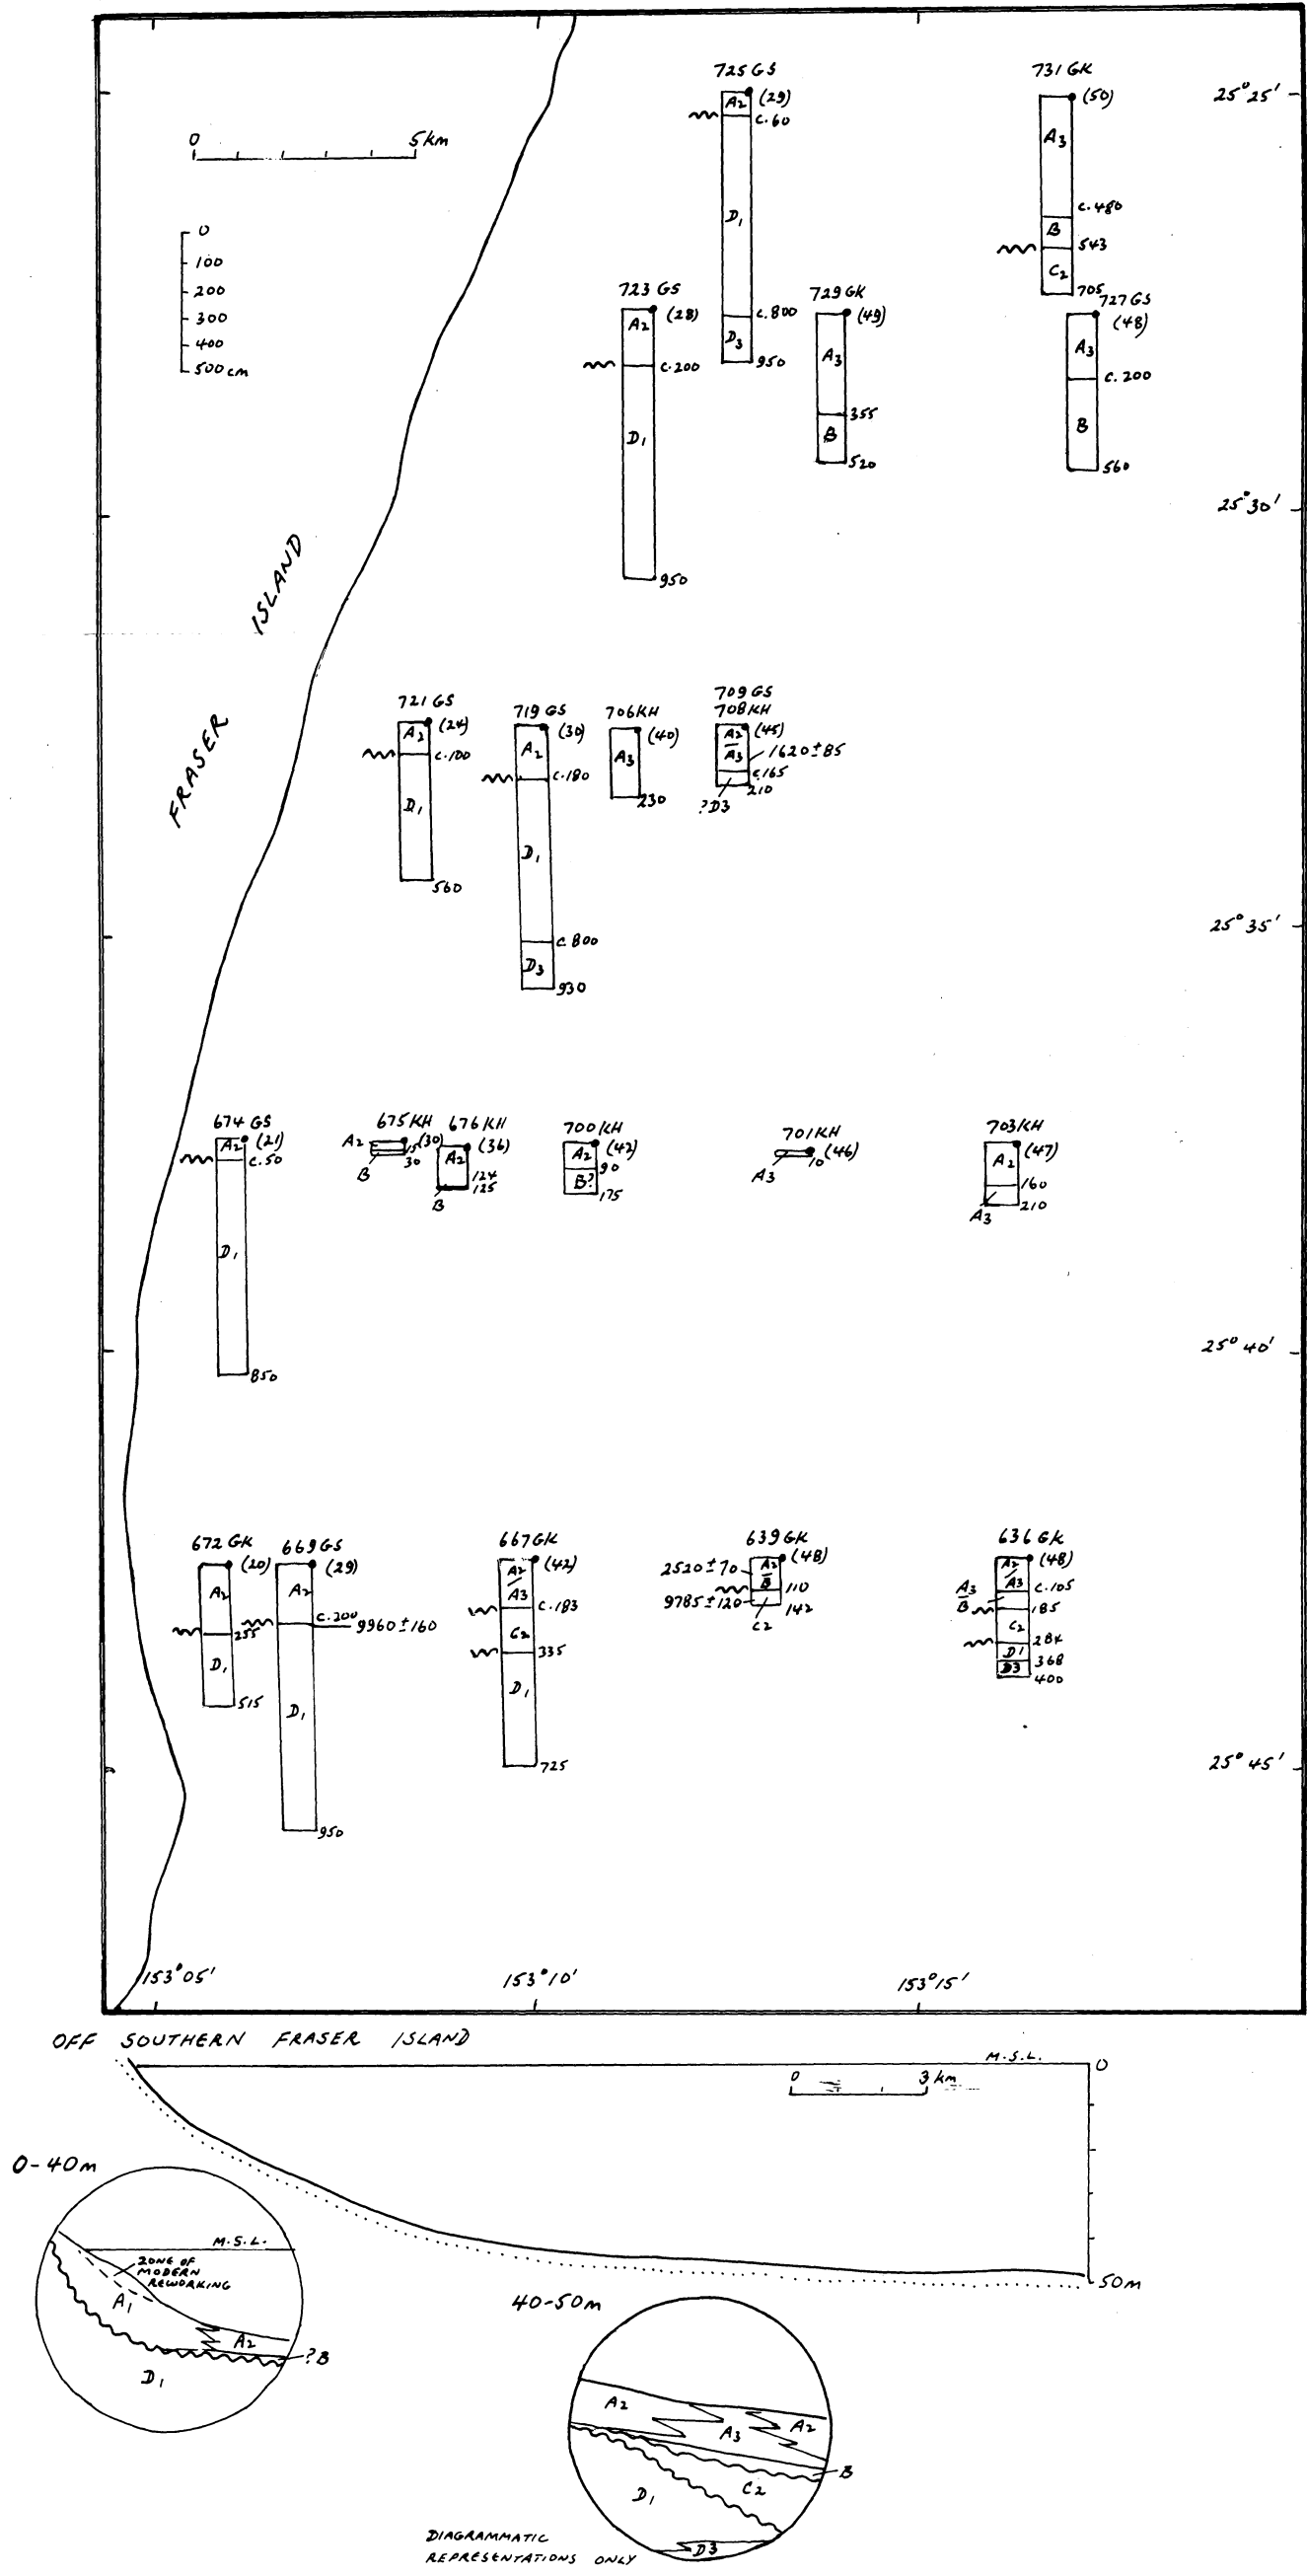 725 GS
731 GK
A2
(29)
c.60
D1
c.800
D3
950
(50)
25°25'
A3
c.480
B
543
C2
705
0
5 km
0
100
200
300
400
500 cm
723 GS
A2
(28)
c.200
D1
950
729 GK
(49)
A3
355
B
520
727 GS
(48)
A3
c.200
B
560
25°30'
FRASER ISLAND
721 GS
A2
(24)
c.100
D1
560
719 GS
(30)
A2
c.180
D1
c 800
D3
930
706 KH
(40)
A3
230
709 GS
708 KH
A2
A3
(45)
1620±85
c.165
210
?D3
25°35'
674 GS
A2
(21)
c.50
D1
850
675 KH
A2
(30)
15
30
B
676 KH
(36)
A2
124
125
B
700 KH
(42)
A2
90
B?
175
701 KH
(46)
10
A3
703 KH
(47)
A2
160
210
A3
25°40'
672 GK
(20)
A2
255
D1
515
669 GS
(29)
A2
c.200
9960±160
D1
950
667 GK
A2
/
A3
(42)
c.183
C2
335
D1
725
639 GK
(48)
2520±70
A2
B
110
9785±120
142
C2
636 GK
(48)
A2
/
A3
c.105
A3
B
185
C2
284
D1
368
D3
400
25°45'
153°05'
153°10'
153°15'
OFF SOUTHERN FRASER ISLAND
M.S.L.
0
0
3 km
50m
0-40m
M.S.L.
ZONE OF
MODERN
REWORKING
A1
A2
?B
D1
40-50m
A2
A3
A2
B
C2
D1
D3
DIAGRAMMATIC
REPRESENTATIONS ONLY